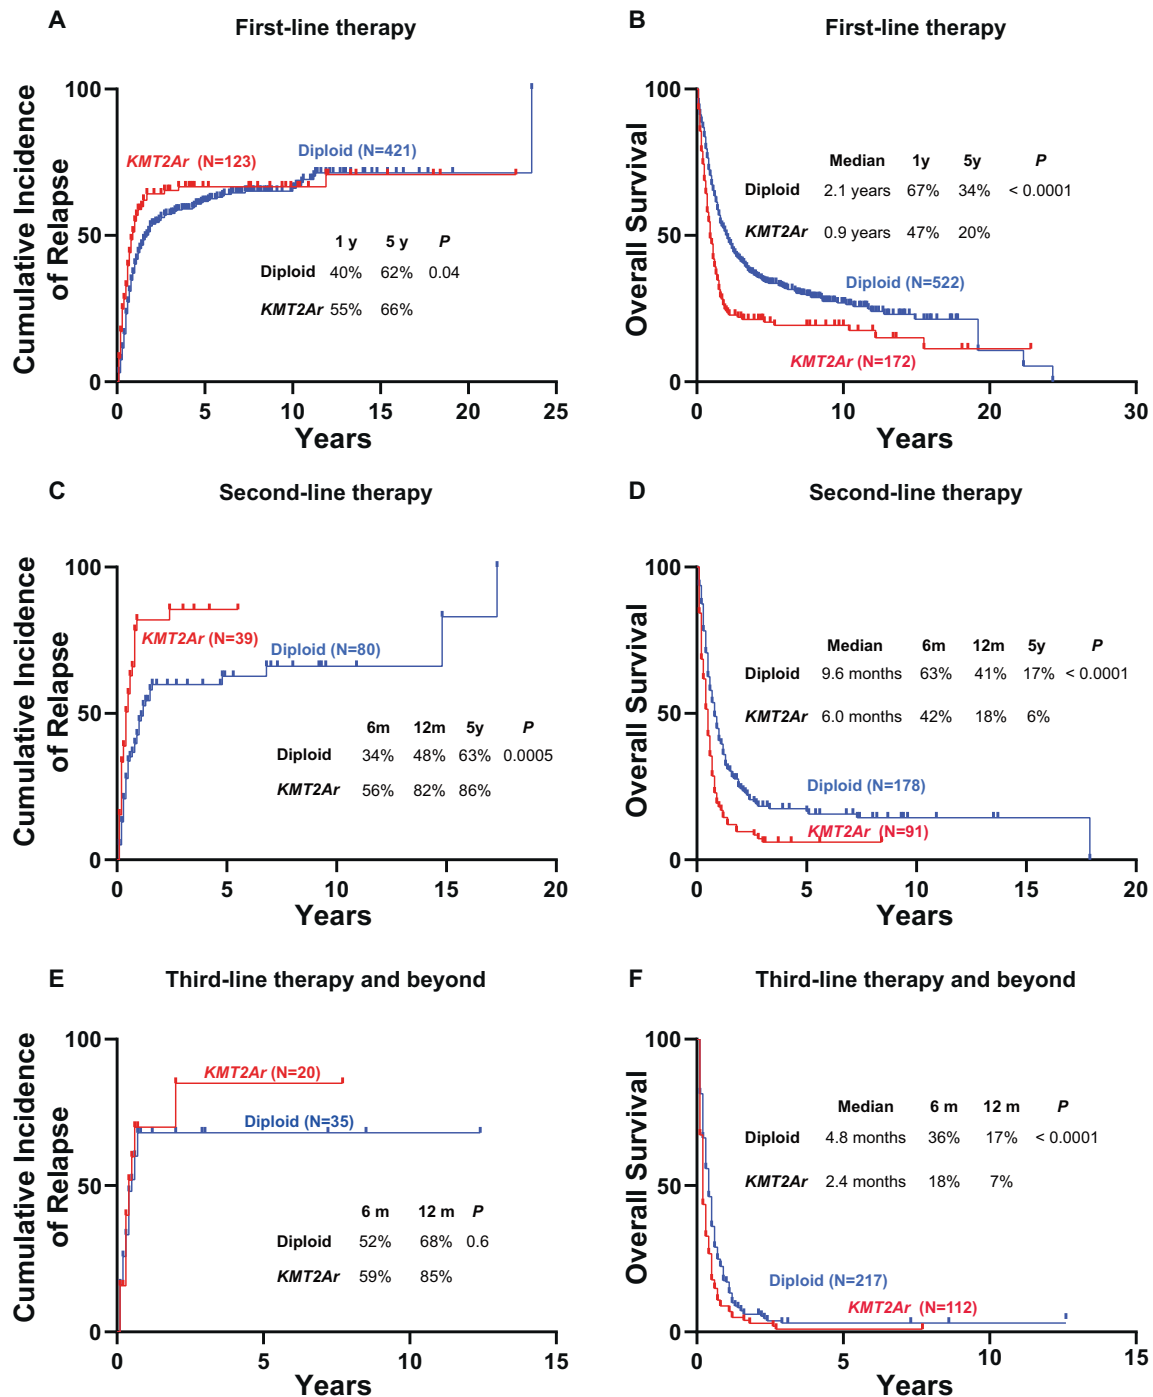 A
First-line therapy
Cumulative Incidence
of Relapse
100
50
0
KMT2Ar (N=123)
Diploid (N=421)
1 y 5 y P
Diploid 40% 62% 0.04
KMT2Ar 55% 66%
0 5 10 15 20 25
Years
B
First-line therapy
Overall Survival
100
50
0
Median 1y 5y P
Diploid 2.1 years 67% 34% < 0.0001
KMT2Ar 0.9 years 47% 20%
Diploid (N=522)
KMT2Ar (N=172)
0 10 20 30
Years
C
Second-line therapy
Cumulative Incidence
of Relapse
100
50
0
KMT2Ar (N=39)
Diploid (N=80)
6m 12m 5y P
Diploid 34% 48% 63% 0.0005
KMT2Ar 56% 82% 86%
0 5 10 15 20
Years
D
Second-line therapy
Overall Survival
100
50
0
Median 6m 12m 5y P
Diploid 9.6 months 63% 41% 17% < 0.0001
KMT2Ar 6.0 months 42% 18% 6%
Diploid (N=178)
KMT2Ar (N=91)
0 5 10 15 20
Years
E
Third-line therapy and beyond
Cumulative Incidence
of Relapse
100
50
0
KMT2Ar (N=20)
Diploid (N=35)
6 m 12 m P
Diploid 52% 68% 0.6
KMT2Ar 59% 85%
0 5 10 15
Years
F
Third-line therapy and beyond
Overall Survival
100
50
0
Median 6 m 12 m P
Diploid 4.8 months 36% 17% < 0.0001
KMT2Ar 2.4 months 18% 7%
Diploid (N=217)
KMT2Ar (N=112)
0 5 10 15
Years